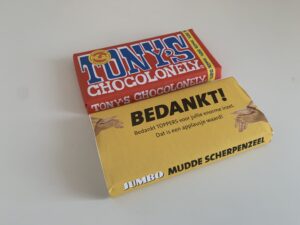 TONY'S
CHOCOLONELY
TONY'S CHOCOLONELY
BEDANKT!
Bedankt TOPPERS voor jullie enorme inzet.
Dat is een applausje waard!
JUMBO MUDDE SCHERPENZEEL